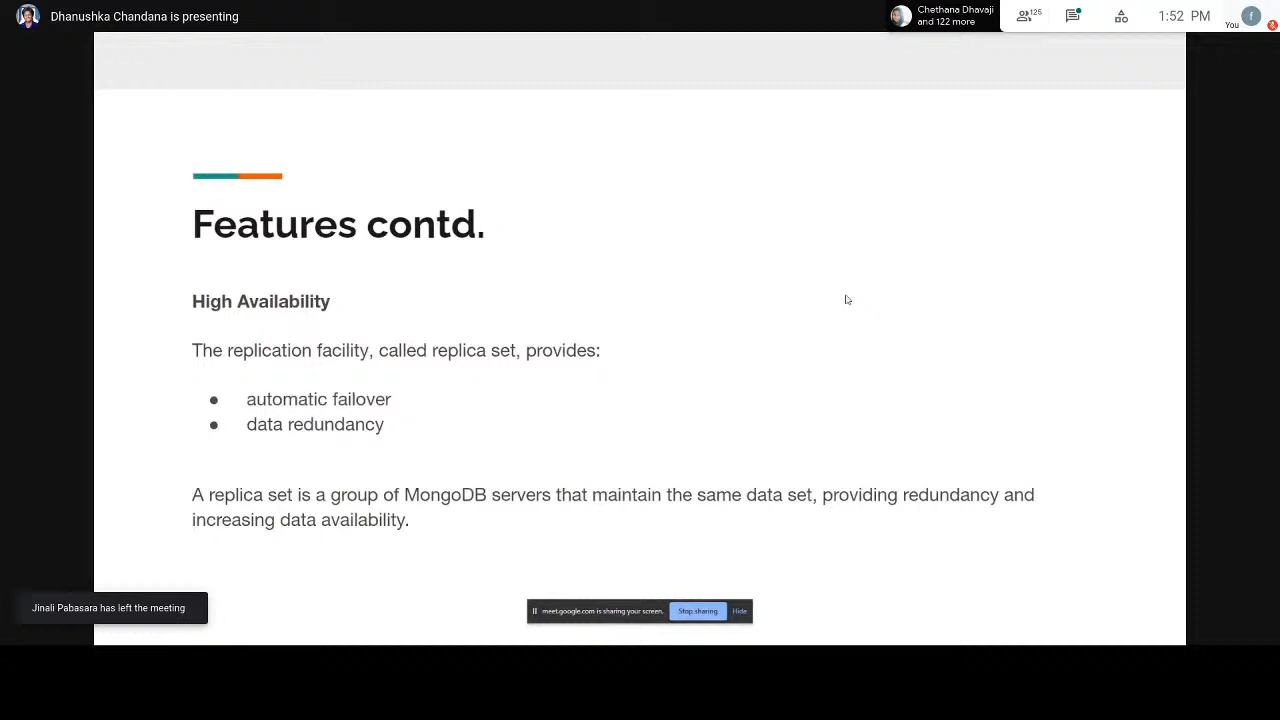 Dhanushka Chandana is presenting
Chethana Dhavaji
and 122 more
125
1:52 PM
You
f
Features contd.
High Availability
The replication facility, called replica set, provides:
● automatic failover
● data redundancy
A replica set is a group of MongoDB servers that maintain the same data set, providing redundancy and
increasing data availability.
Jinali Pabasara has left the meeting
meet.google.com is sharing your screen.
Stop sharing
Hide